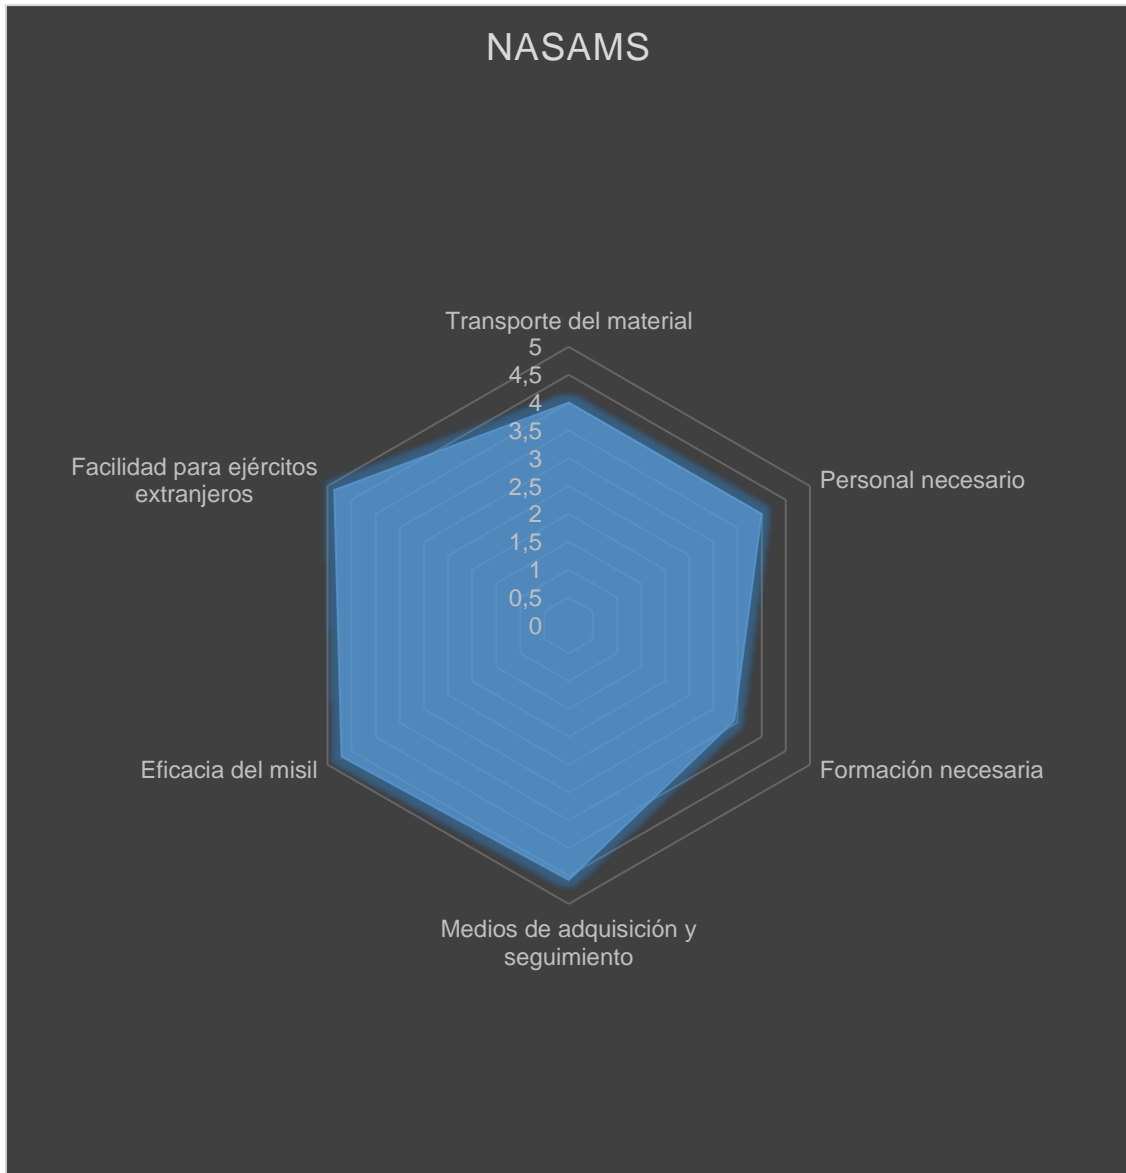 NASAMS
Transporte del material
5
4,5
4
3,5
3
2,5
2
1,5
1
0,5
0
Personal necesario
Formación necesaria
Medios de adquisición y
seguimiento
Eficacia del misil
Facilidad para ejércitos
extranjeros